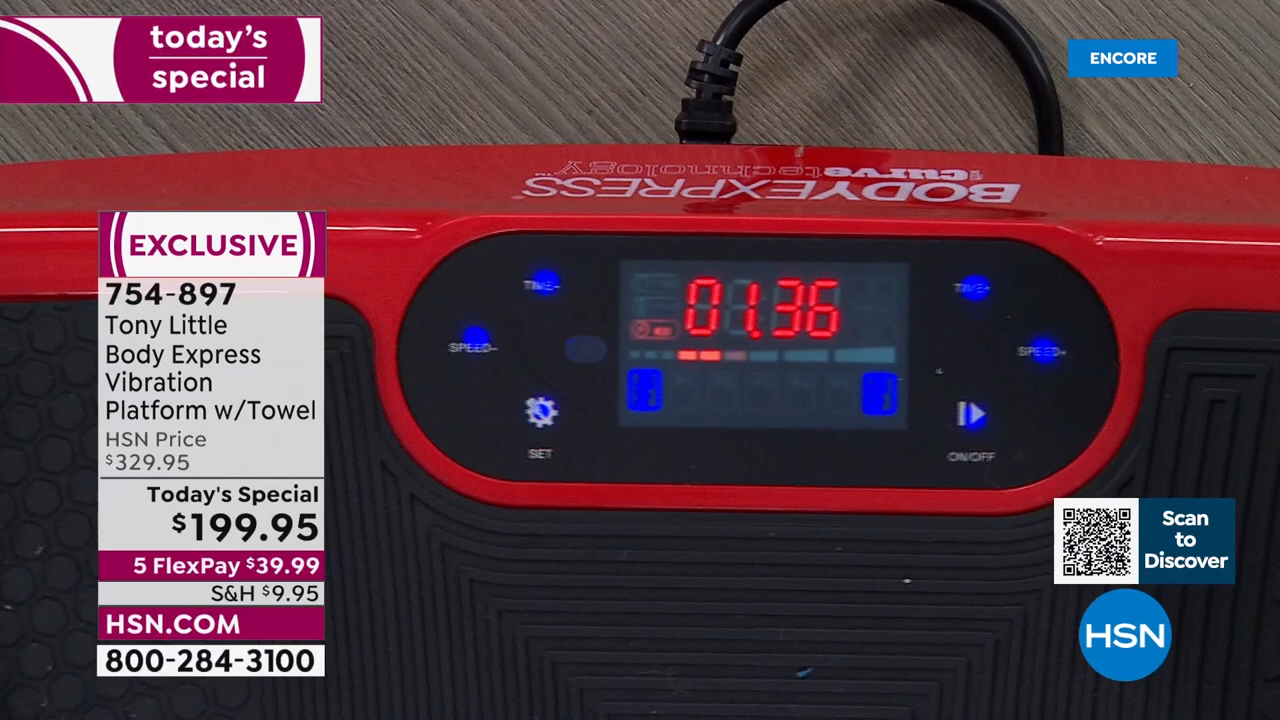 today's
special
ENCORE
BODYEXPRESS
curve technology
EXCLUSIVE
754-897
Tony Little
Body Express
Vibration
Platform w/Towel
HSN Price
$329.95
Today's Special
$199.95
5 FlexPay $39.99
S&H $9.95
HSN.COM
800-284-3100
TIME-
01.36
TIME+
SPEED-
SPEED+
SET
ON/OFF
Scan
to
Discover
HSN